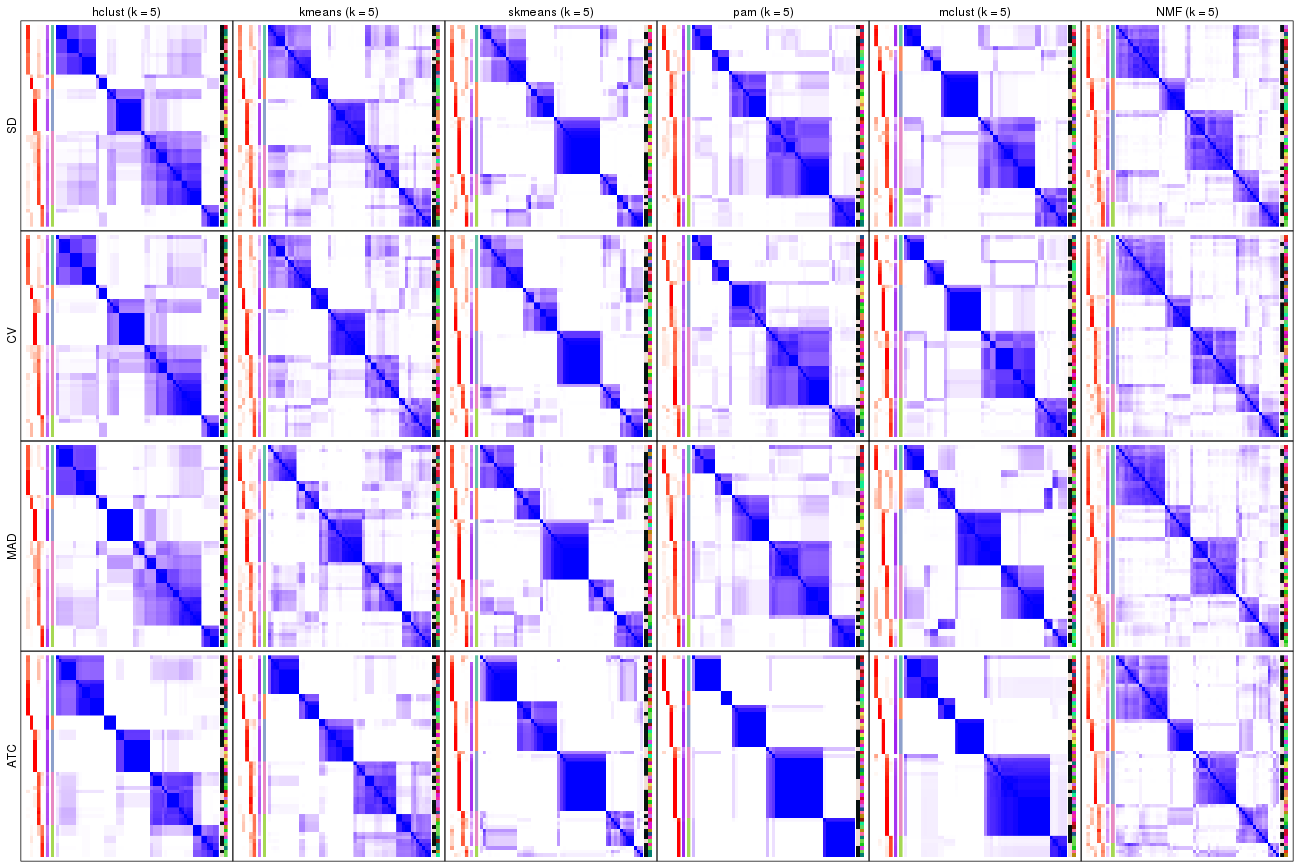 hclust (k = 5) kmeans (k = 5) skmeans (k = 5) pam (k = 5) mclust (k = 5) NMF (k = 5)
SD
CV
MAD
ATC